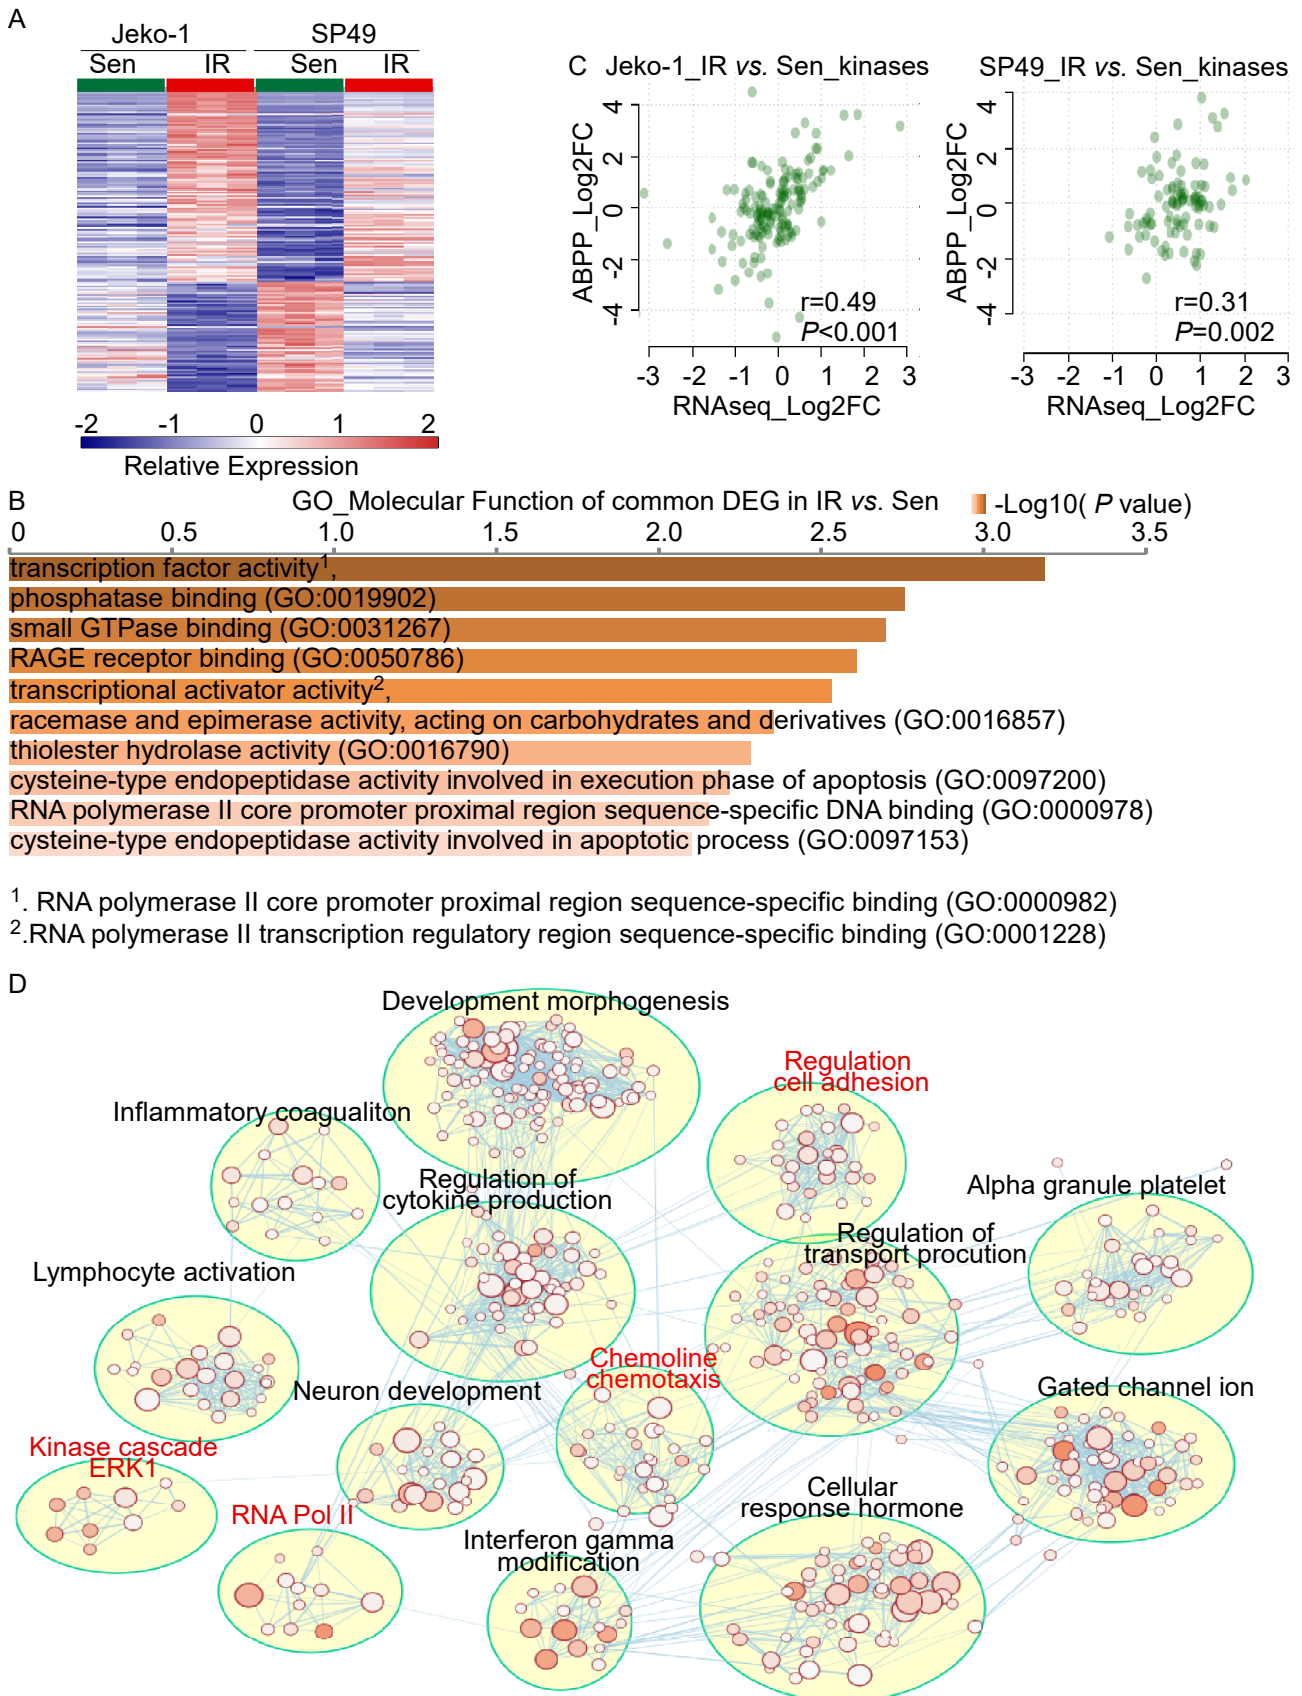 A
Jeko-1 SP49
Sen IR Sen IR
-2 -1 0 1 2
Relative Expression
C Jeko-1_IR vs. Sen_kinases
4
2
0
-2
-4
ABPP_Log2FC
r=0.49
P<0.001
-3 -2 -1 0 1 2 3
RNAseq_Log2FC
SP49_IR vs. Sen_kinases
4
2
0
-2
-4
ABPP_Log2FC
r=0.31
P=0.002
-3 -2 -1 0 1 2 3
RNAseq_Log2FC
B GO_Molecular Function of common DEG in IR vs. Sen -Log10( P value)
0 0.5 1.0 1.5 2.0 2.5 3.0 3.5
transcription factor activity1,
phosphatase binding (GO:0019902)
small GTPase binding (GO:0031267)
RAGE receptor binding (GO:0050786)
transcriptional activator activity2,
racemase and epimerase activity, acting on carbohydrates and derivatives (GO:0016857)
thiolester hydrolase activity (GO:0016790)
cysteine-type endopeptidase activity involved in execution phase of apoptosis (GO:0097200)
RNA polymerase II core promoter proximal region sequence-specific DNA binding (GO:0000978)
cysteine-type endopeptidase activity involved in apoptotic process (GO:0097153)
1. RNA polymerase II core promoter proximal region sequence-specific binding (GO:0000982)
2.RNA polymerase II transcription regulatory region sequence-specific binding (GO:0001228)
D
Development morphogenesis
Regulation
cell adhesion
Inflammatory coagualiton
Regulation of
cytokine production
Alpha granule platelet
Regulation of
transport procution
Lymphocyte activation
Chemoline
chemotaxis
Neuron development
Gated channel ion
Kinase cascade
ERK1
RNA Pol II
Cellular
response hormone
Interferon gamma
modification